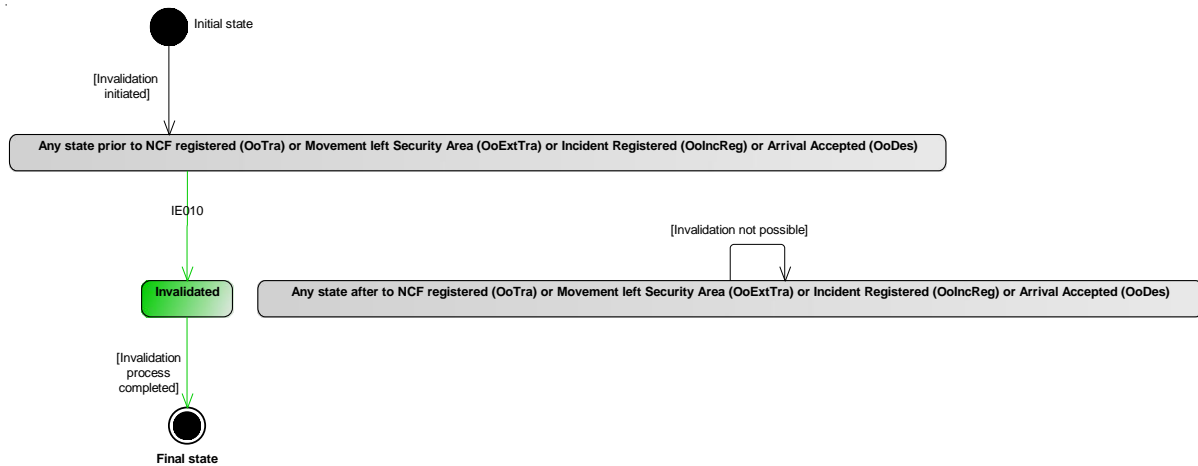 Initial state
[Invalidation
initiated]
Any state prior to NCF registered (OoTra) or Movement left Security Area (OoExtTra) or Incident Registered (OoIncReg) or Arrival Accepted (OoDes)
IE010
[Invalidation not possible]
Invalidated
Any state after to NCF registered (OoTra) or Movement left Security Area (OoExtTra) or Incident Registered (OoIncReg) or Arrival Accepted (OoDes)
[Invalidation
process
completed]
Final state